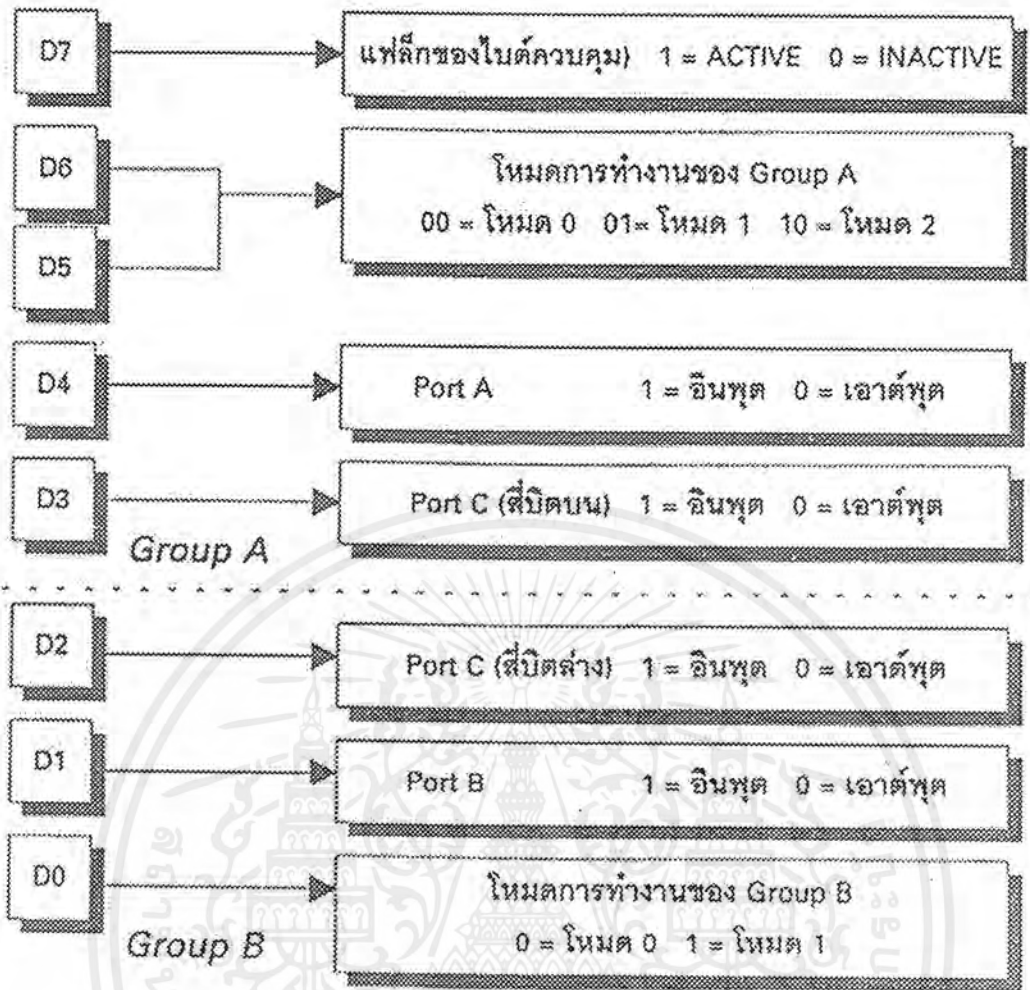 D7
แฟล็กของไบต์ควบคุม) 1 = ACTIVE 0 = INACTIVE
D6
D5
โหมดการทำงานของ Group A
00 = โหมด 0 01= โหมด 1 10 = โหมด 2
D4
Port A 1 = อินพุต 0 = เอาต์พุต
D3
Port C (สี่บิตบน) 1 = อินพุต 0 = เอาต์พุต
Group A
D2
Port C (สี่บิตล่าง) 1 = อินพุต 0 = เอาต์พุต
D1
Port B 1 = อินพุต 0 = เอาต์พุต
D0
โหมดการทำงานของ Group B
0 = โหมด 0 1 = โหมด 1
Group B